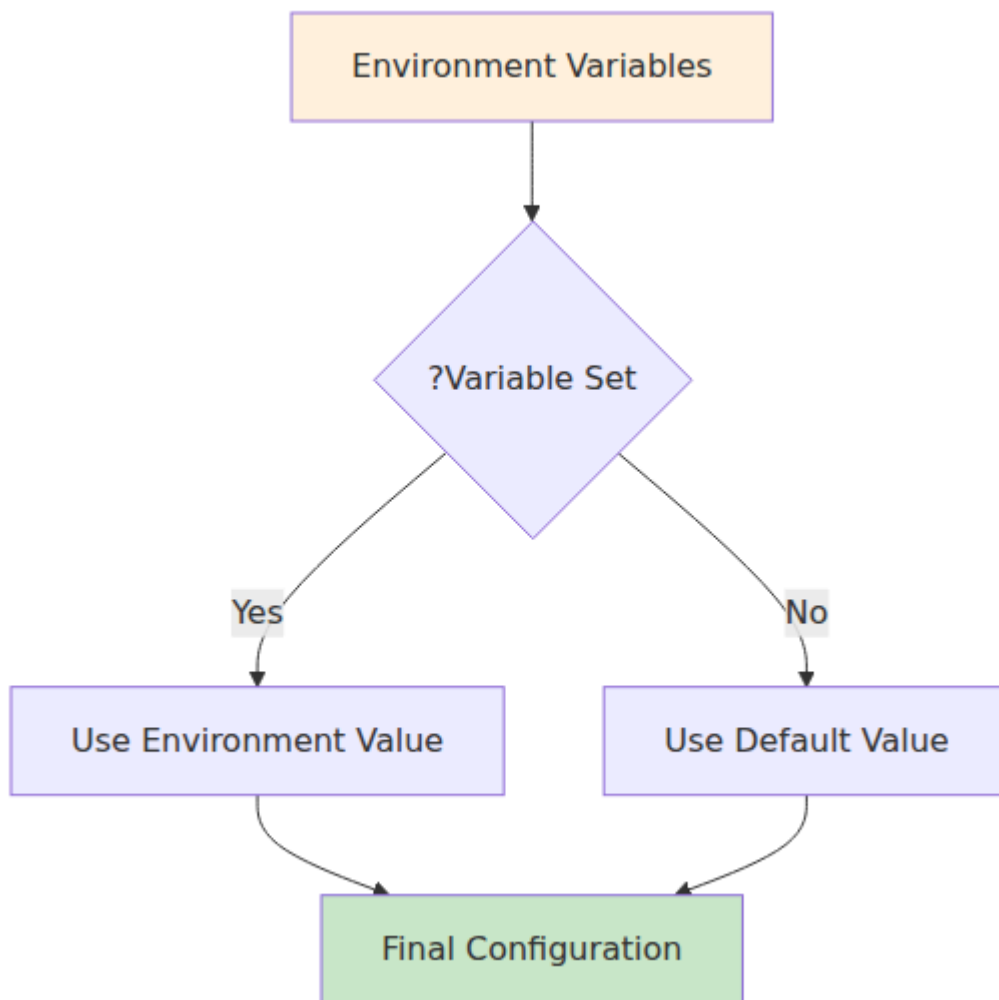 Environment Variables
?Variable Set
Yes
No
Use Environment Value
Use Default Value
Final Configuration